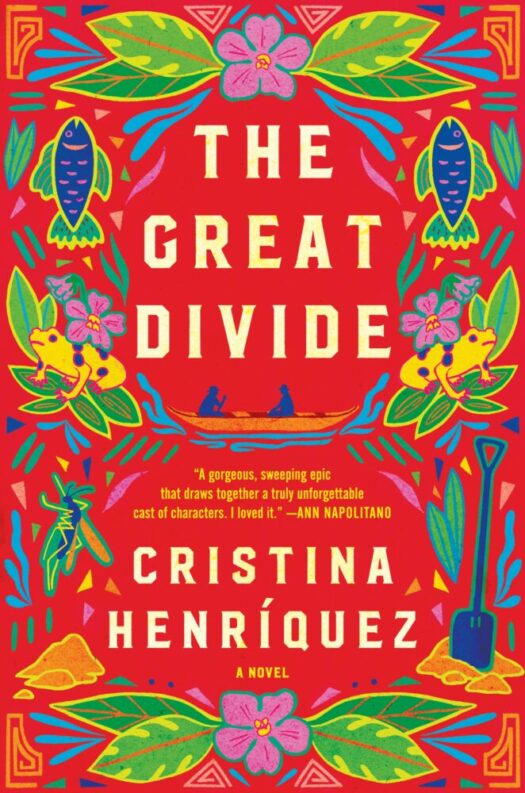 THE
GREAT
DIVIDE
“A gorgeous, sweeping epic
that draws together a truly unforgettable
cast of characters. I loved it.” —ANN NAPOLITANO
CRISTINA
HENRÍQUEZ
A NOVEL